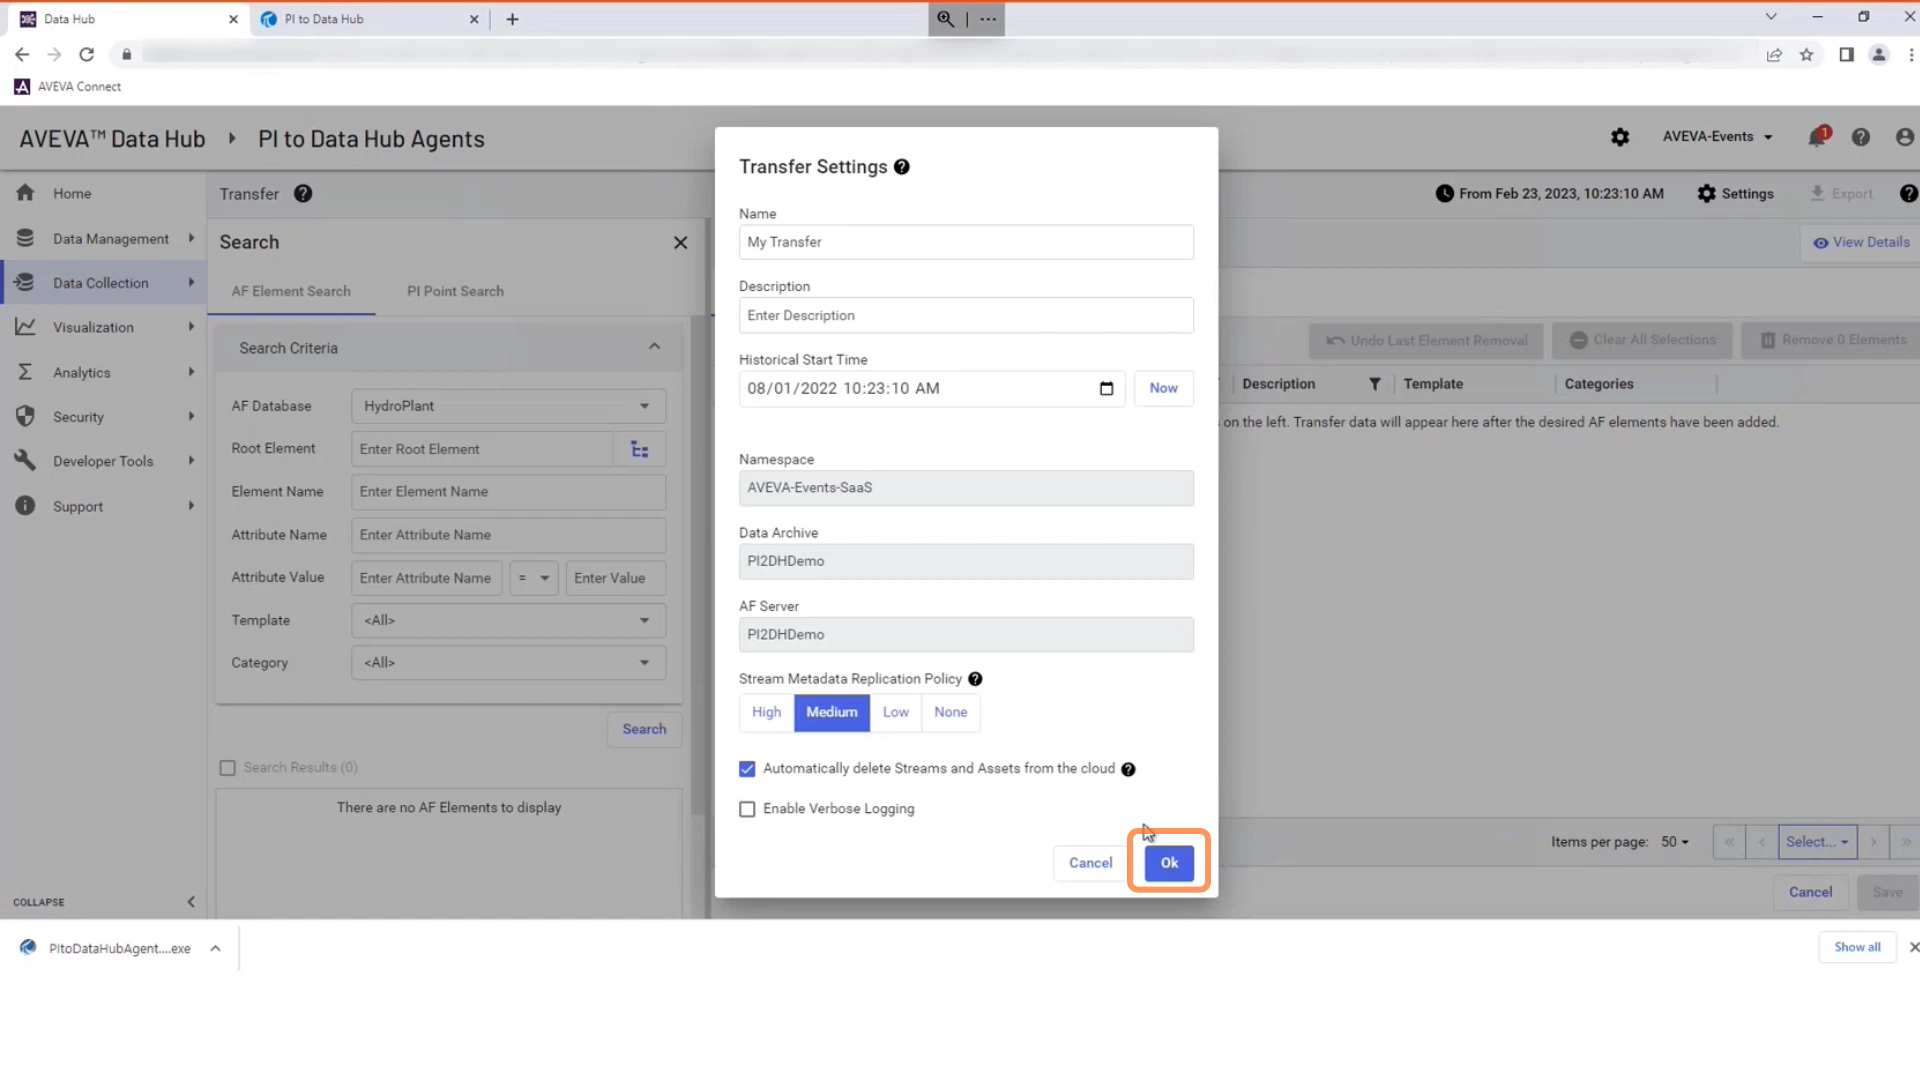 Data Hub
PI to Data Hub
AVEVA Connect
AVEVA™ Data Hub
PI to Data Hub Agents
AVEVA-Events
1
Home
Data Management
Data Collection
Visualization
Analytics
Security
Developer Tools
Support
COLLAPSE
Transfer
From Feb 23, 2023, 10:23:10 AM
Settings
Export
View Details
Search
AF Element Search
PI Point Search
Search Criteria
AF Database
HydroPlant
Root Element
Enter Root Element
Element Name
Enter Element Name
Attribute Name
Enter Attribute Name
Attribute Value
Enter Attribute Name
=
Enter Value
Template
<All>
Category
<All>
Search
Search Results (0)
There are no AF Elements to display
Transfer Settings
Name
My Transfer
Description
Enter Description
Historical Start Time
08/01/2022 10:23:10 AM
Now
Namespace
AVEVA-Events-SaaS
Data Archive
PI2DHDemo
AF Server
PI2DHDemo
Stream Metadata Replication Policy
High
Medium
Low
None
Automatically delete Streams and Assets from the cloud
Enable Verbose Logging
Cancel
Ok
Undo Last Element Removal
Clear All Selections
Remove 0 Elements
Description
Template
Categories
on the left. Transfer data will appear here after the desired AF elements have been added.
Items per page: 50
Select...
Cancel
Save
PItoDataHubAgent....exe
Show all